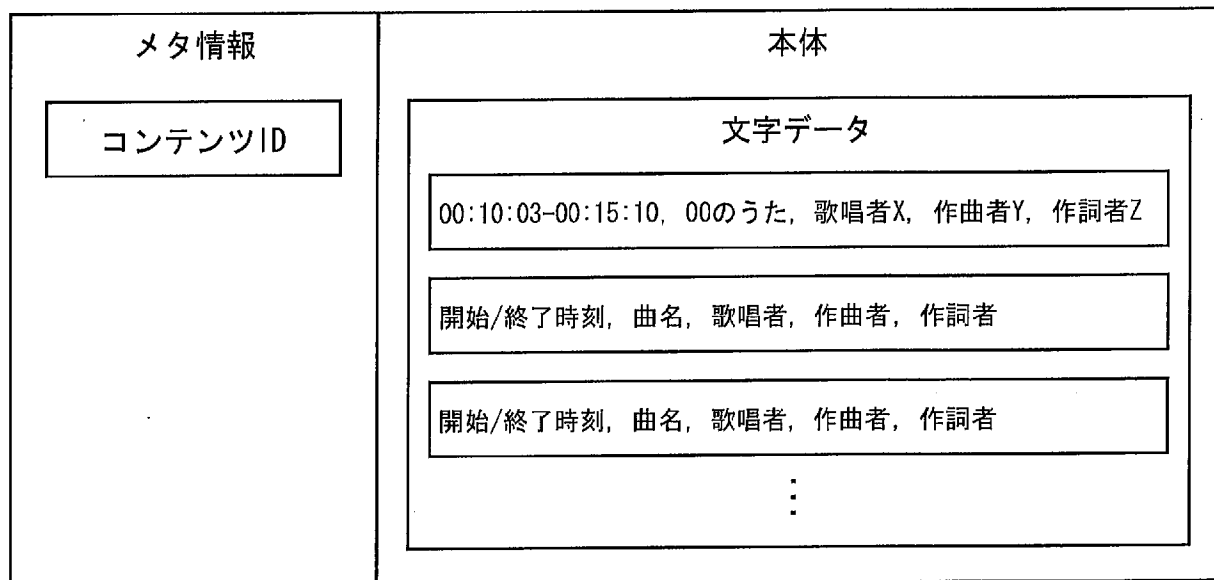 メタ情報
コンテンツID
本体
文字データ
00:10:03-00:15:10, 00のうた, 歌唱者X, 作曲者Y, 作詞者Z
開始/終了時刻, 曲名, 歌唱者, 作曲者, 作詞者
開始/終了時刻, 曲名, 歌唱者, 作曲者, 作詞者
⋮